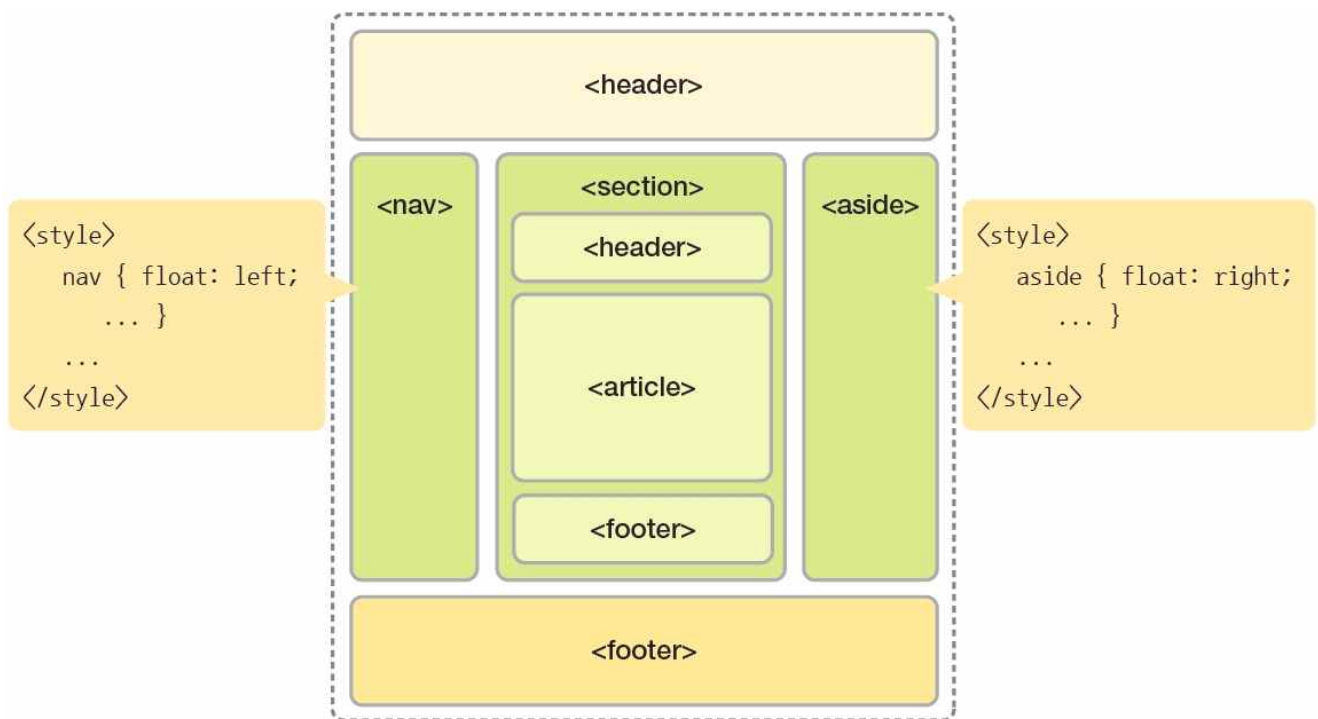 <header>
<nav>
<section>
<aside>
<header>
<article>
<footer>
<footer>
<style>
nav { float: left;
... }
...
</style>
<style>
aside { float: right;
... }
...
</style>